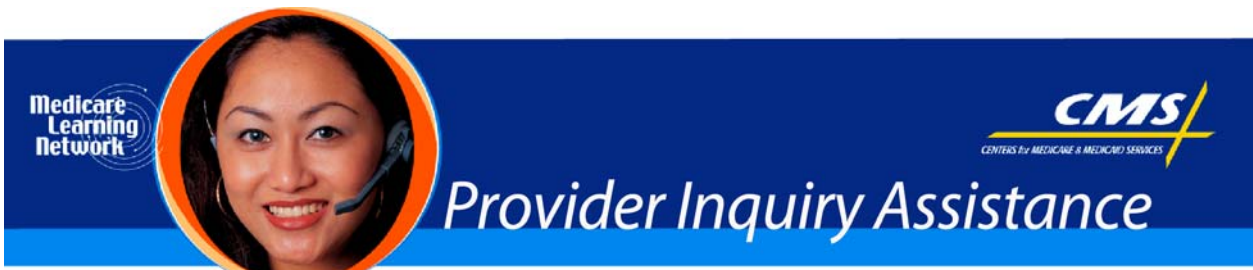 Medicare
Learning
Network
CMS
CENTERS for MEDICARE & MEDICAID SERVICES
Provider Inquiry Assistance